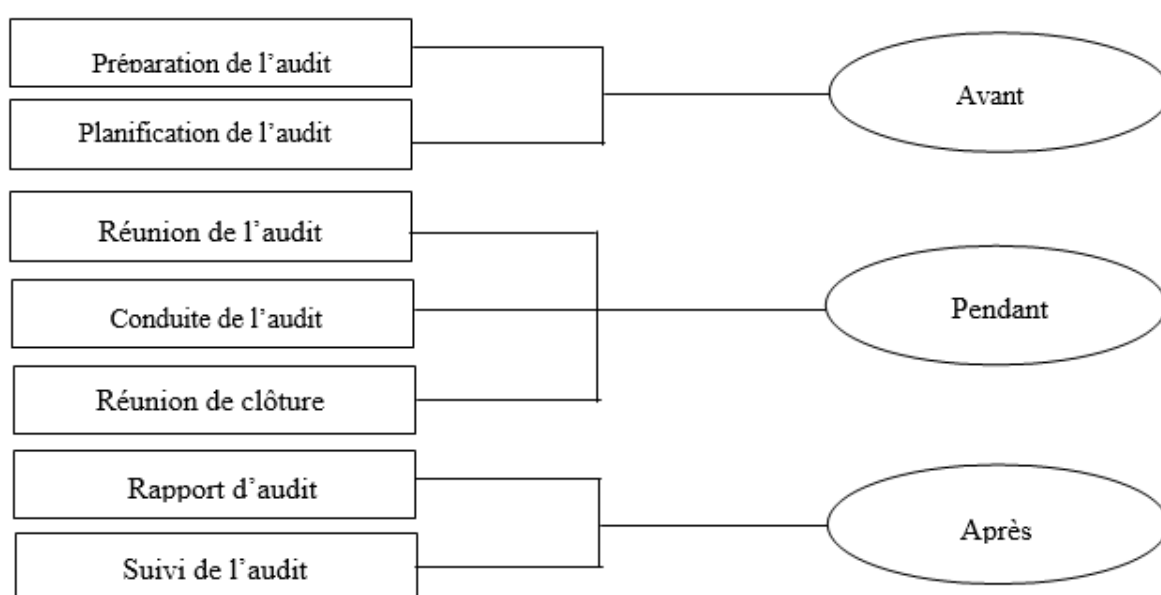 Préparation de l’audit
Avant
Planification de l’audit
Réunion de l’audit
Conduite de l’audit
Pendant
Réunion de clôture
Rapport d’audit
Après
Suivi de l’audit